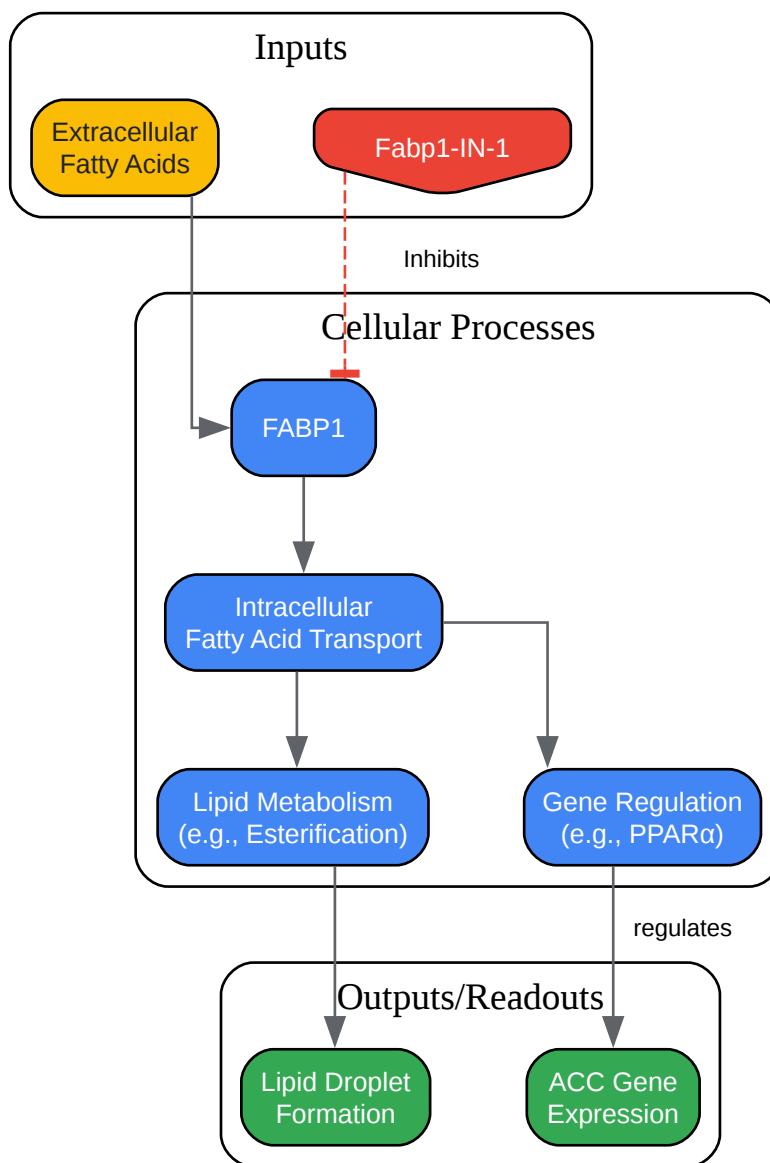 Inputs
Extracellular
Fatty Acids
Fabp1-IN-1
Inhibits
Cellular Processes
FABP1
Intracellular
Fatty Acid Transport
Lipid Metabolism
(e.g., Esterification)
Gene Regulation
(e.g., PPARα)
regulates
Outputs/Readouts
Lipid Droplet
Formation
ACC Gene
Expression